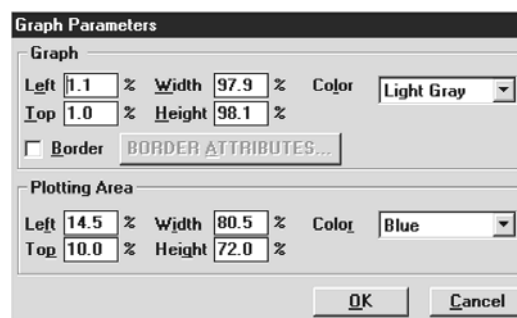 Graph Parameters
Graph
Left 1.1 % Width 97.9 % Color Light Gray
Top 1.0 % Height 98.1 %
Border BORDER ATTRIBUTES...
Plotting Area
Left 14.5 % Width 80.5 % Color Blue
Top 10.0 % Height 72.0 %
OK Cancel